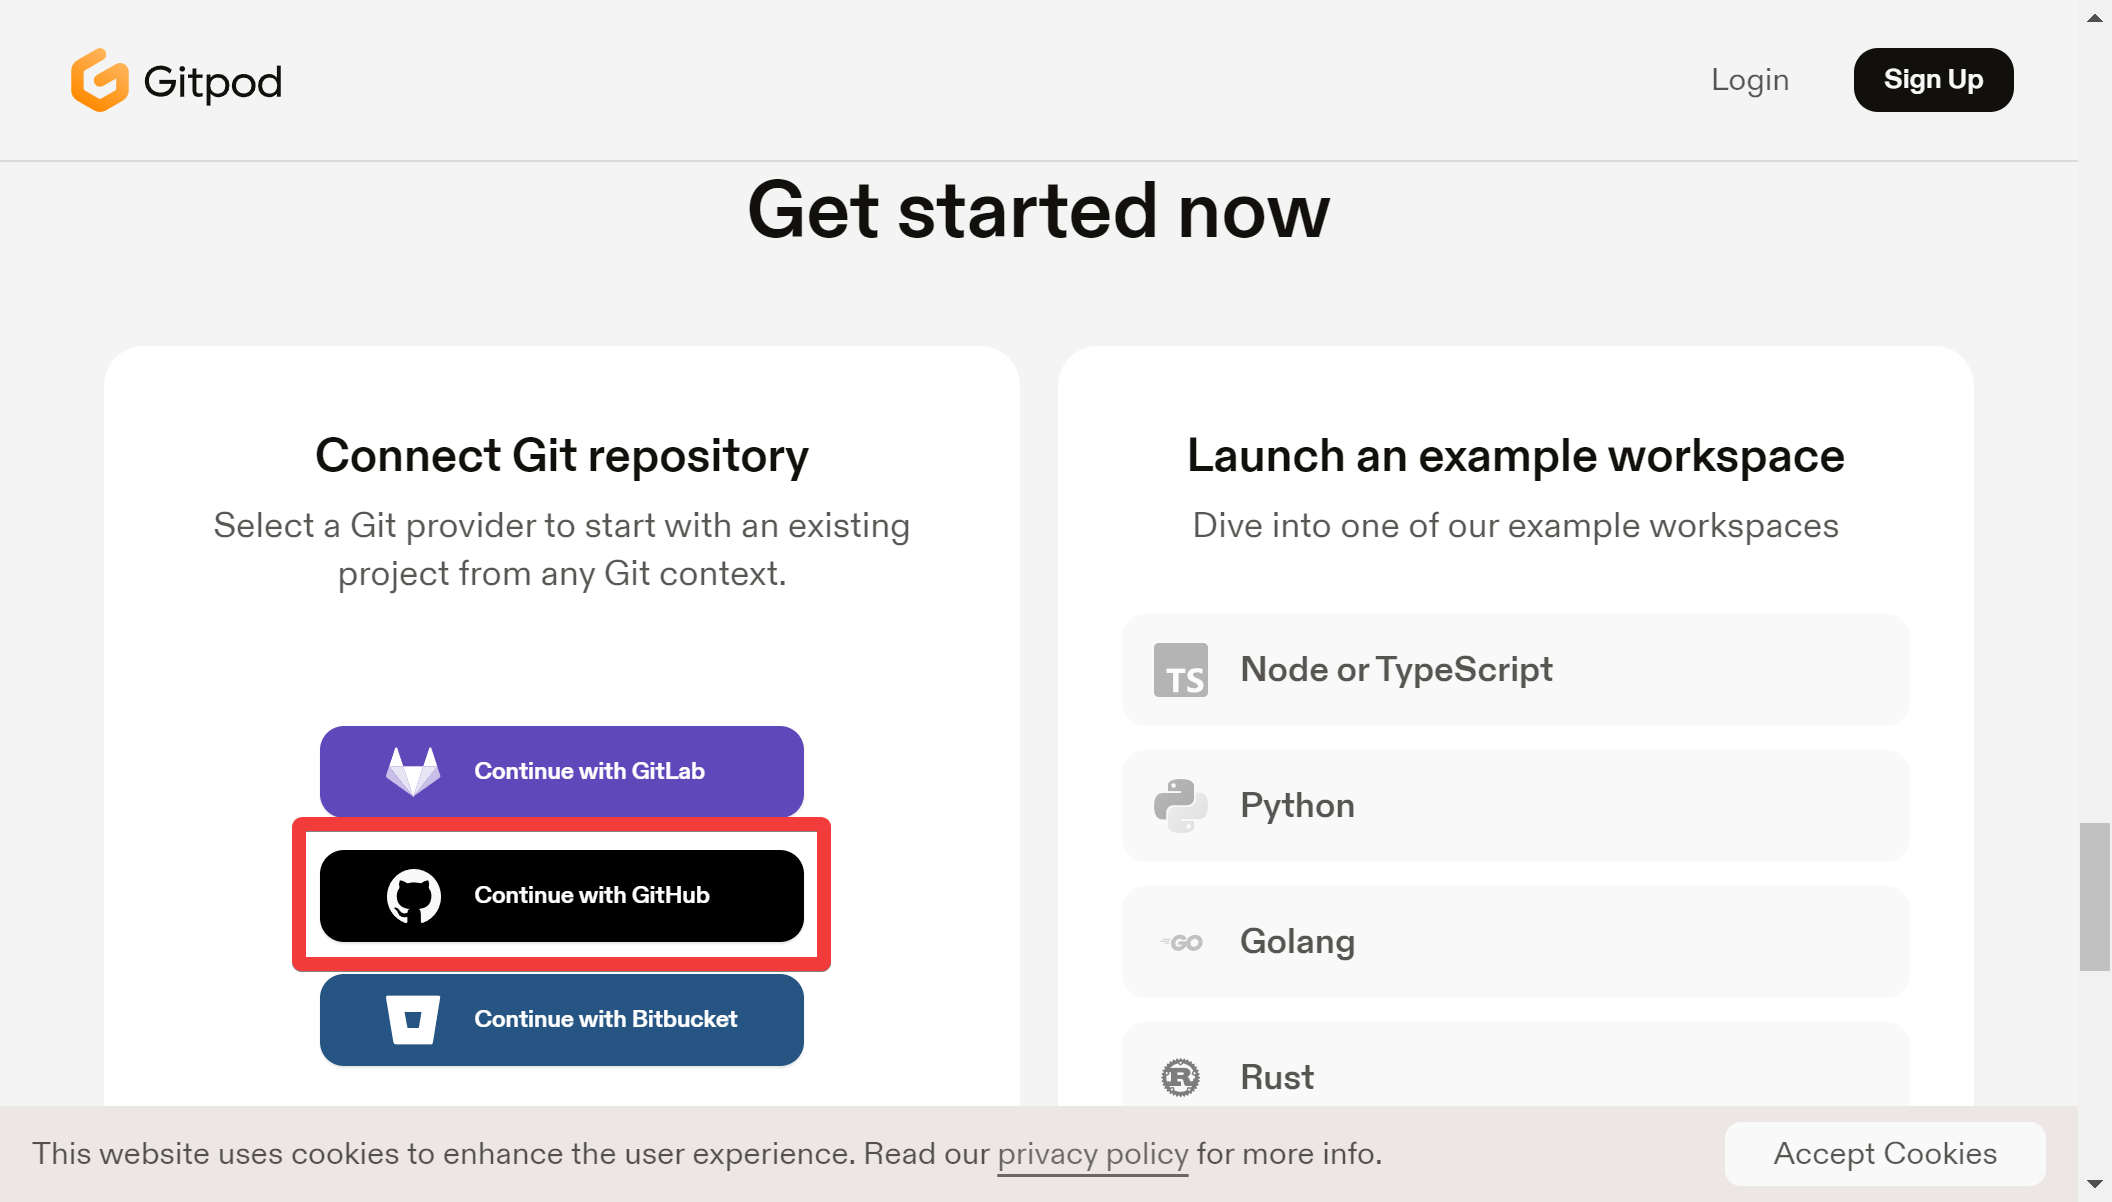 Gitpod
Login
Sign Up
Get started now
Connect Git repository
Select a Git provider to start with an existing
project from any Git context.
Continue with GitLab
Continue with GitHub
Continue with Bitbucket
Launch an example workspace
Dive into one of our example workspaces
TS
Node or TypeScript
Python
GO
Golang
R
Rust
This website uses cookies to enhance the user experience. Read our privacy policy for more info.
Accept Cookies